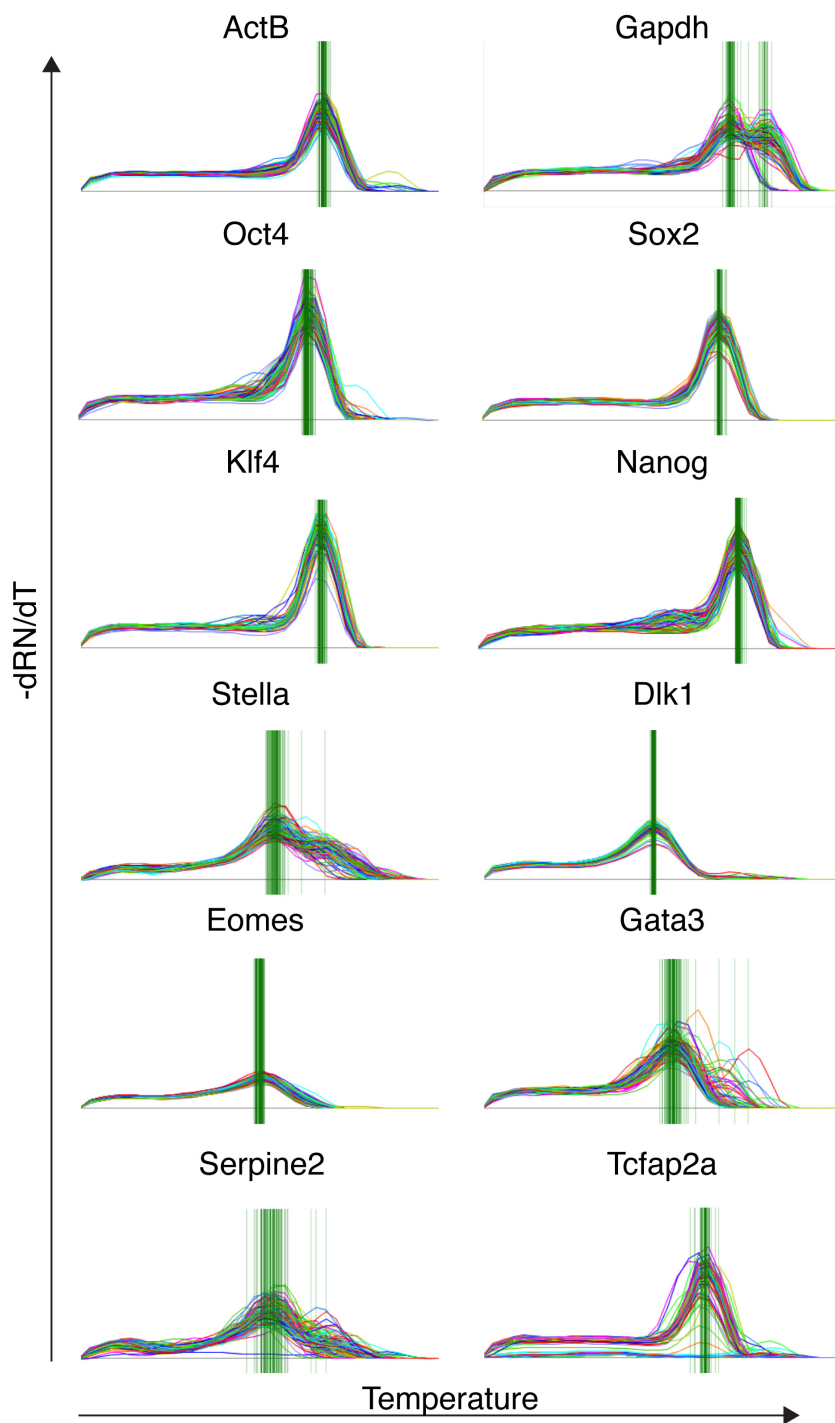 ActB
Gapdh
Oct4
Sox2
Klf4
Nanog
-dRN/dT
Stella
Dlk1
Eomes
Gata3
Serpine2
Tcfap2a
Temperature